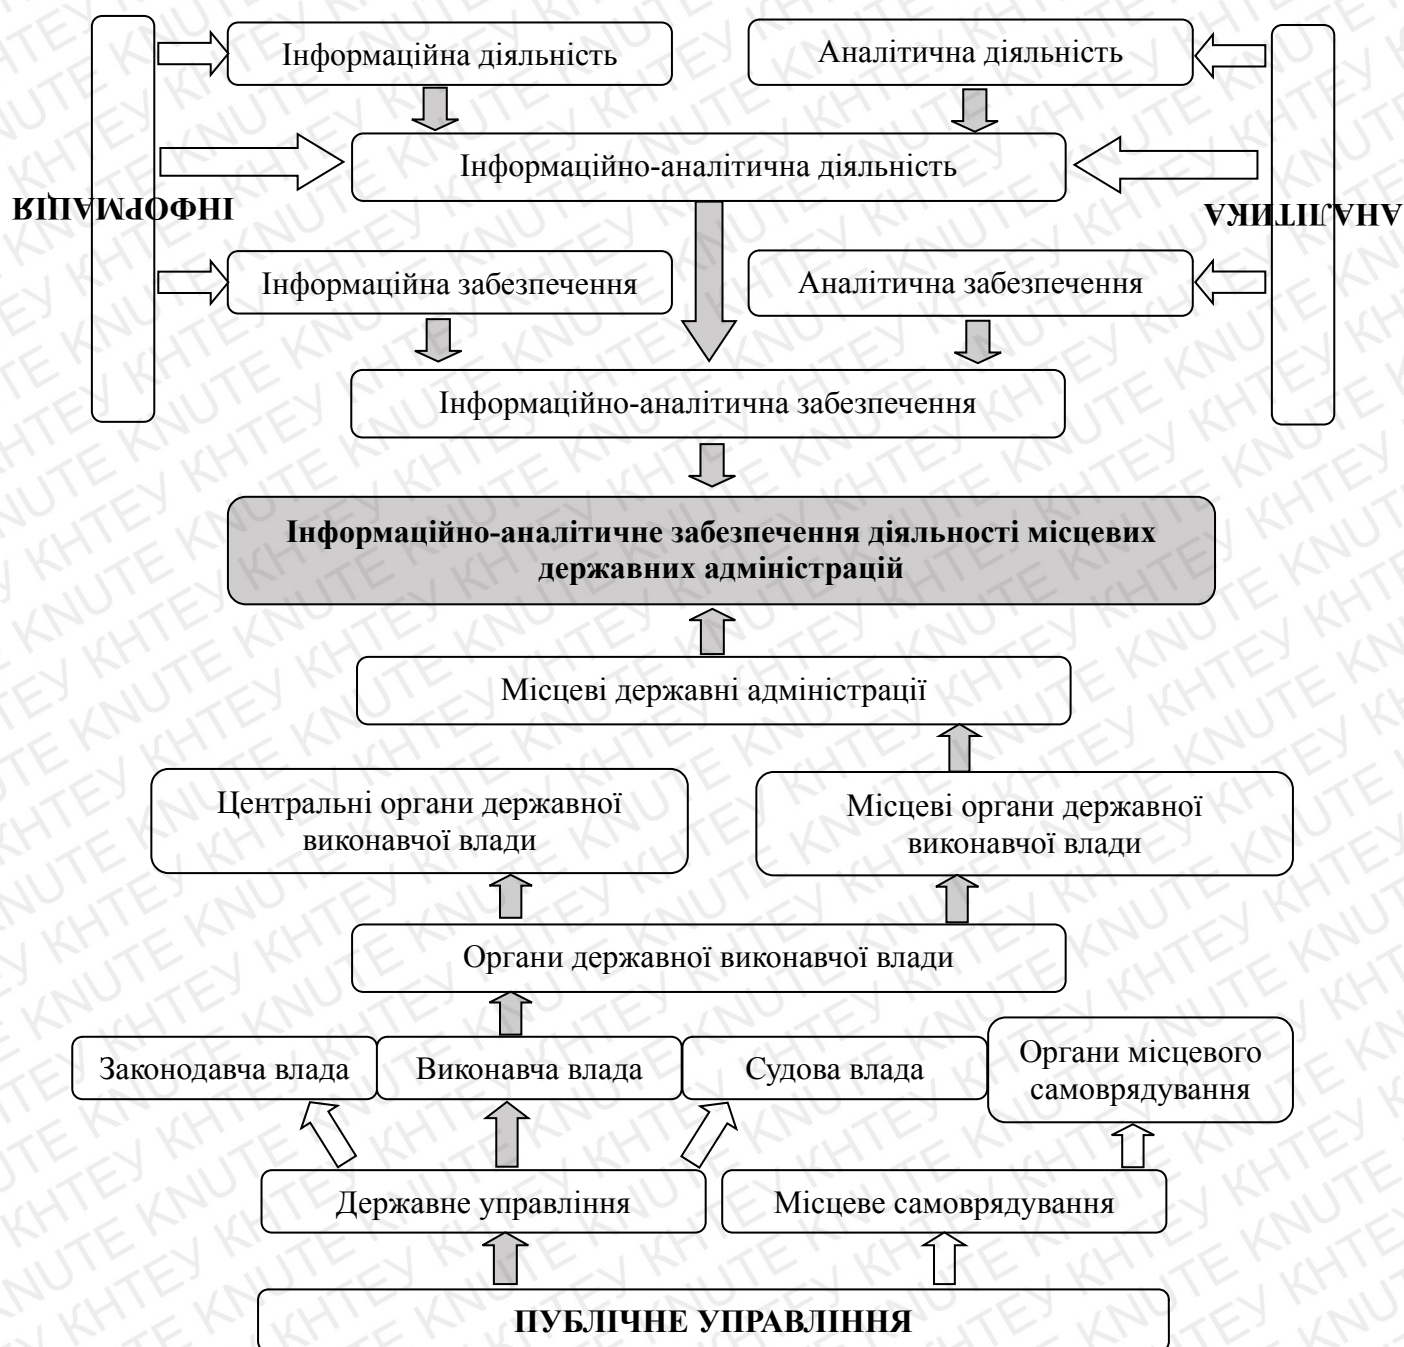 Інформаційна діяльність
Аналітична діяльність
Інформаційно-аналітична діяльність
ІНФОРМАЦІЯ
АНАЛІТИКА
Інформаційна забезпечення
Аналітична забезпечення
Інформаційно-аналітична забезпечення
Інформаційно-аналітичне забезпечення діяльності місцевих
державних адміністрацій
Місцеві державні адміністрації
Центральні органи державної
виконавчої влади
Місцеві органи державної
виконавчої влади
Органи державної виконавчої влади
Законодавча влада
Виконавча влада
Судова влада
Органи місцевого
самоврядування
Державне управління
Місцеве самоврядування
ПУБЛІЧНЕ УПРАВЛІННЯ